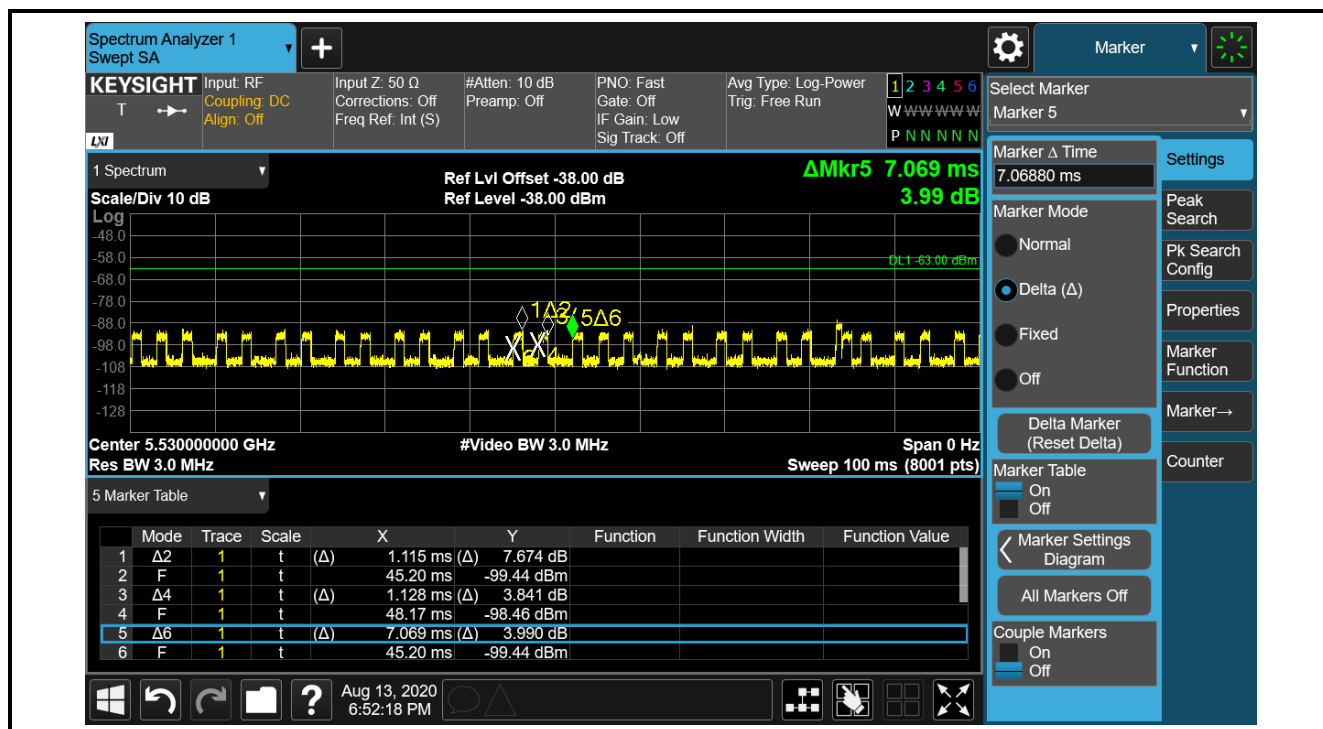 Spectrum Analyzer 1
Swept SA
+
Marker
KEYSIGHT
T
LXI
Input: RF
Coupling: DC
Align: Off
Input Z: 50 Ω
Corrections: Off
Freq Ref: Int (S)
#Atten: 10 dB
Preamp: Off
PNO: Fast
Gate: Off
IF Gain: Low
Sig Track: Off
Avg Type: Log-Power
Trig: Free Run
1 2 3 4 5 6
W W W W W W
P N N N N N
Select Marker
Marker 5
1 Spectrum
Scale/Div 10 dB
Ref Lvl Offset -38.00 dB
Ref Level -38.00 dBm
ΔMkr5 7.069 ms
3.99 dB
Log
-48.0
-58.0
-68.0
-78.0
-88.0
-98.0
-108
-118
-128
DL1 -63.00 dBm
1Δ2
5Δ6
Center 5.530000000 GHz
#Video BW 3.0 MHz
Span 0 Hz
Res BW 3.0 MHz
Sweep 100 ms (8001 pts)
5 Marker Table
Mode Trace Scale X Y Function Function Width Function Value
1 Δ2 1 t (Δ) 1.115 ms (Δ) 7.674 dB
2 F 1 t 45.20 ms -99.44 dBm
3 Δ4 1 t (Δ) 1.128 ms (Δ) 3.841 dB
4 F 1 t 48.17 ms -98.46 dBm
5 Δ6 1 t (Δ) 7.069 ms (Δ) 3.990 dB
6 F 1 t 45.20 ms -99.44 dBm
?
Aug 13, 2020
6:52:18 PM
Marker Δ Time
7.06880 ms
Marker Mode
Normal
Delta (Δ)
Fixed
Off
Delta Marker
(Reset Delta)
Marker Table
On
Off
Marker Settings
Diagram
All Markers Off
Couple Markers
On
Off
Settings
Peak
Search
Pk Search
Config
Properties
Marker
Function
Marker→
Counter